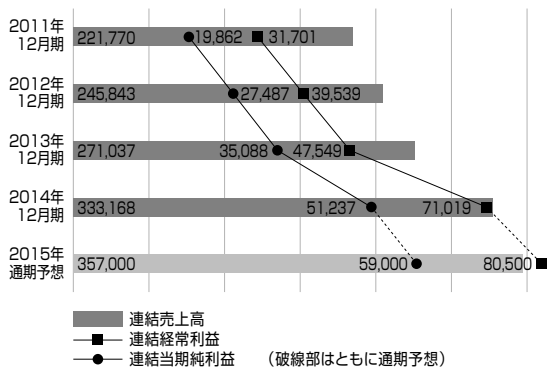 2011年
12月期
221,770 19,862 31,701
2012年
12月期
245,843 27,487 39,539
2013年
12月期
271,037 35,088 47,549
2014年
12月期
333,168 51,237 71,019
2015年
通期予想
357,000 59,000 80,500
連結売上高
連結経常利益
連結当期純利益 （破線部はともに通期予想）